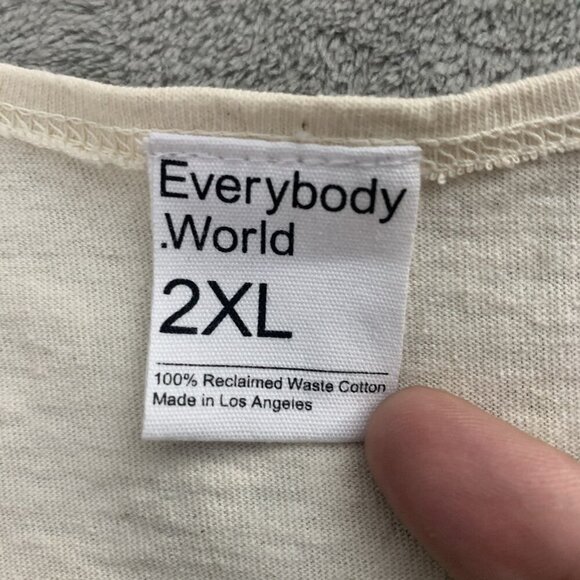 Everybody
.World
2XL
100% Reclaimed Waste Cotton
Made in Los Angeles